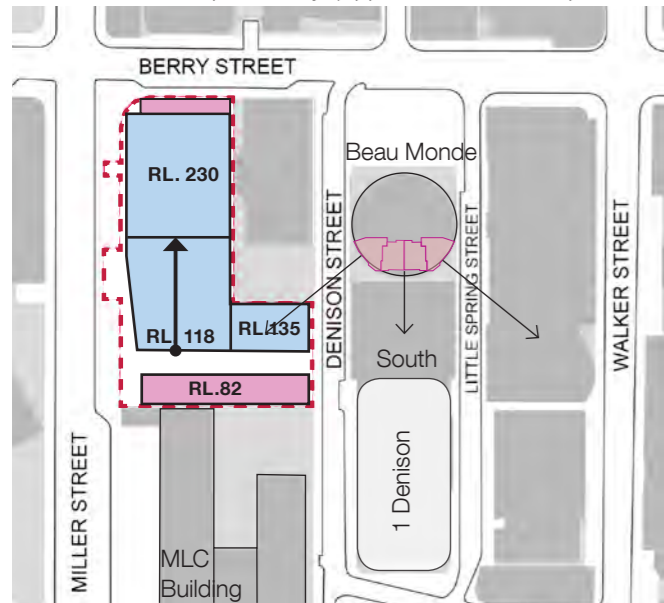 BERRY STREET
Beau Monde
RL. 230
DENISON STREET
LITTLE SPRING STREET
WALKER STREET
RL. 118
RL.135
South
RL.82
1 Denison
MILLER STREET
MLC
Building